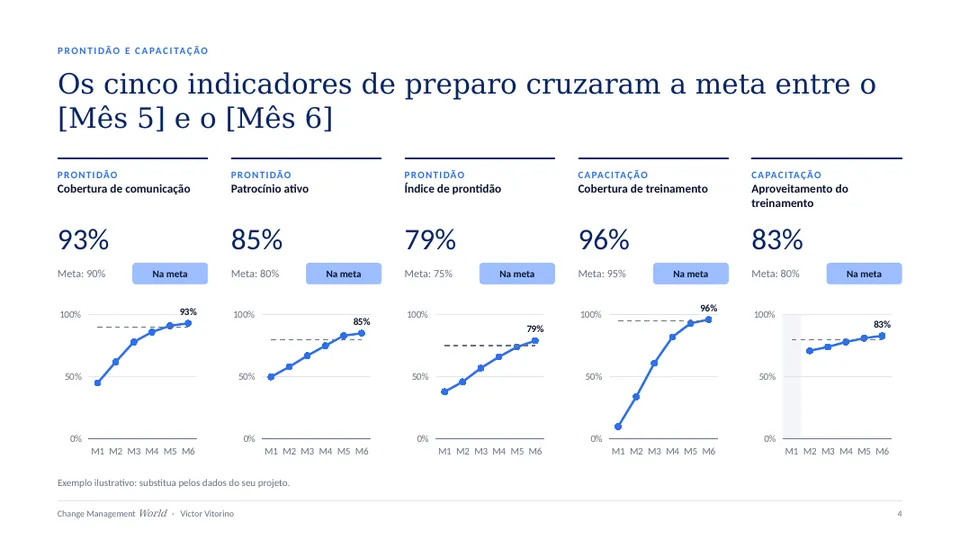 PRONTIDÃO E CAPACITAÇÃO
Os cinco indicadores de preparo cruzaram a meta entre o
[Mês 5] e o [Mês 6]
PRONTIDÃO
Cobertura de comunicação
93%
Meta: 90%
Na meta
100%
50%
0%
93%
M1 M2 M3 M4 M5 M6
PRONTIDÃO
Patrocínio ativo
85%
Meta: 80%
Na meta
100%
50%
0%
85%
M1 M2 M3 M4 M5 M6
PRONTIDÃO
Índice de prontidão
79%
Meta: 75%
Na meta
100%
50%
0%
79%
M1 M2 M3 M4 M5 M6
CAPACITAÇÃO
Cobertura de treinamento
96%
Meta: 95%
Na meta
100%
50%
0%
96%
M1 M2 M3 M4 M5 M6
CAPACITAÇÃO
Aproveitamento do
treinamento
83%
Meta: 80%
Na meta
100%
50%
0%
83%
M1 M2 M3 M4 M5 M6
Exemplo ilustrativo: substitua pelos dados do seu projeto.
Change Management World · Victor Vitorino
4